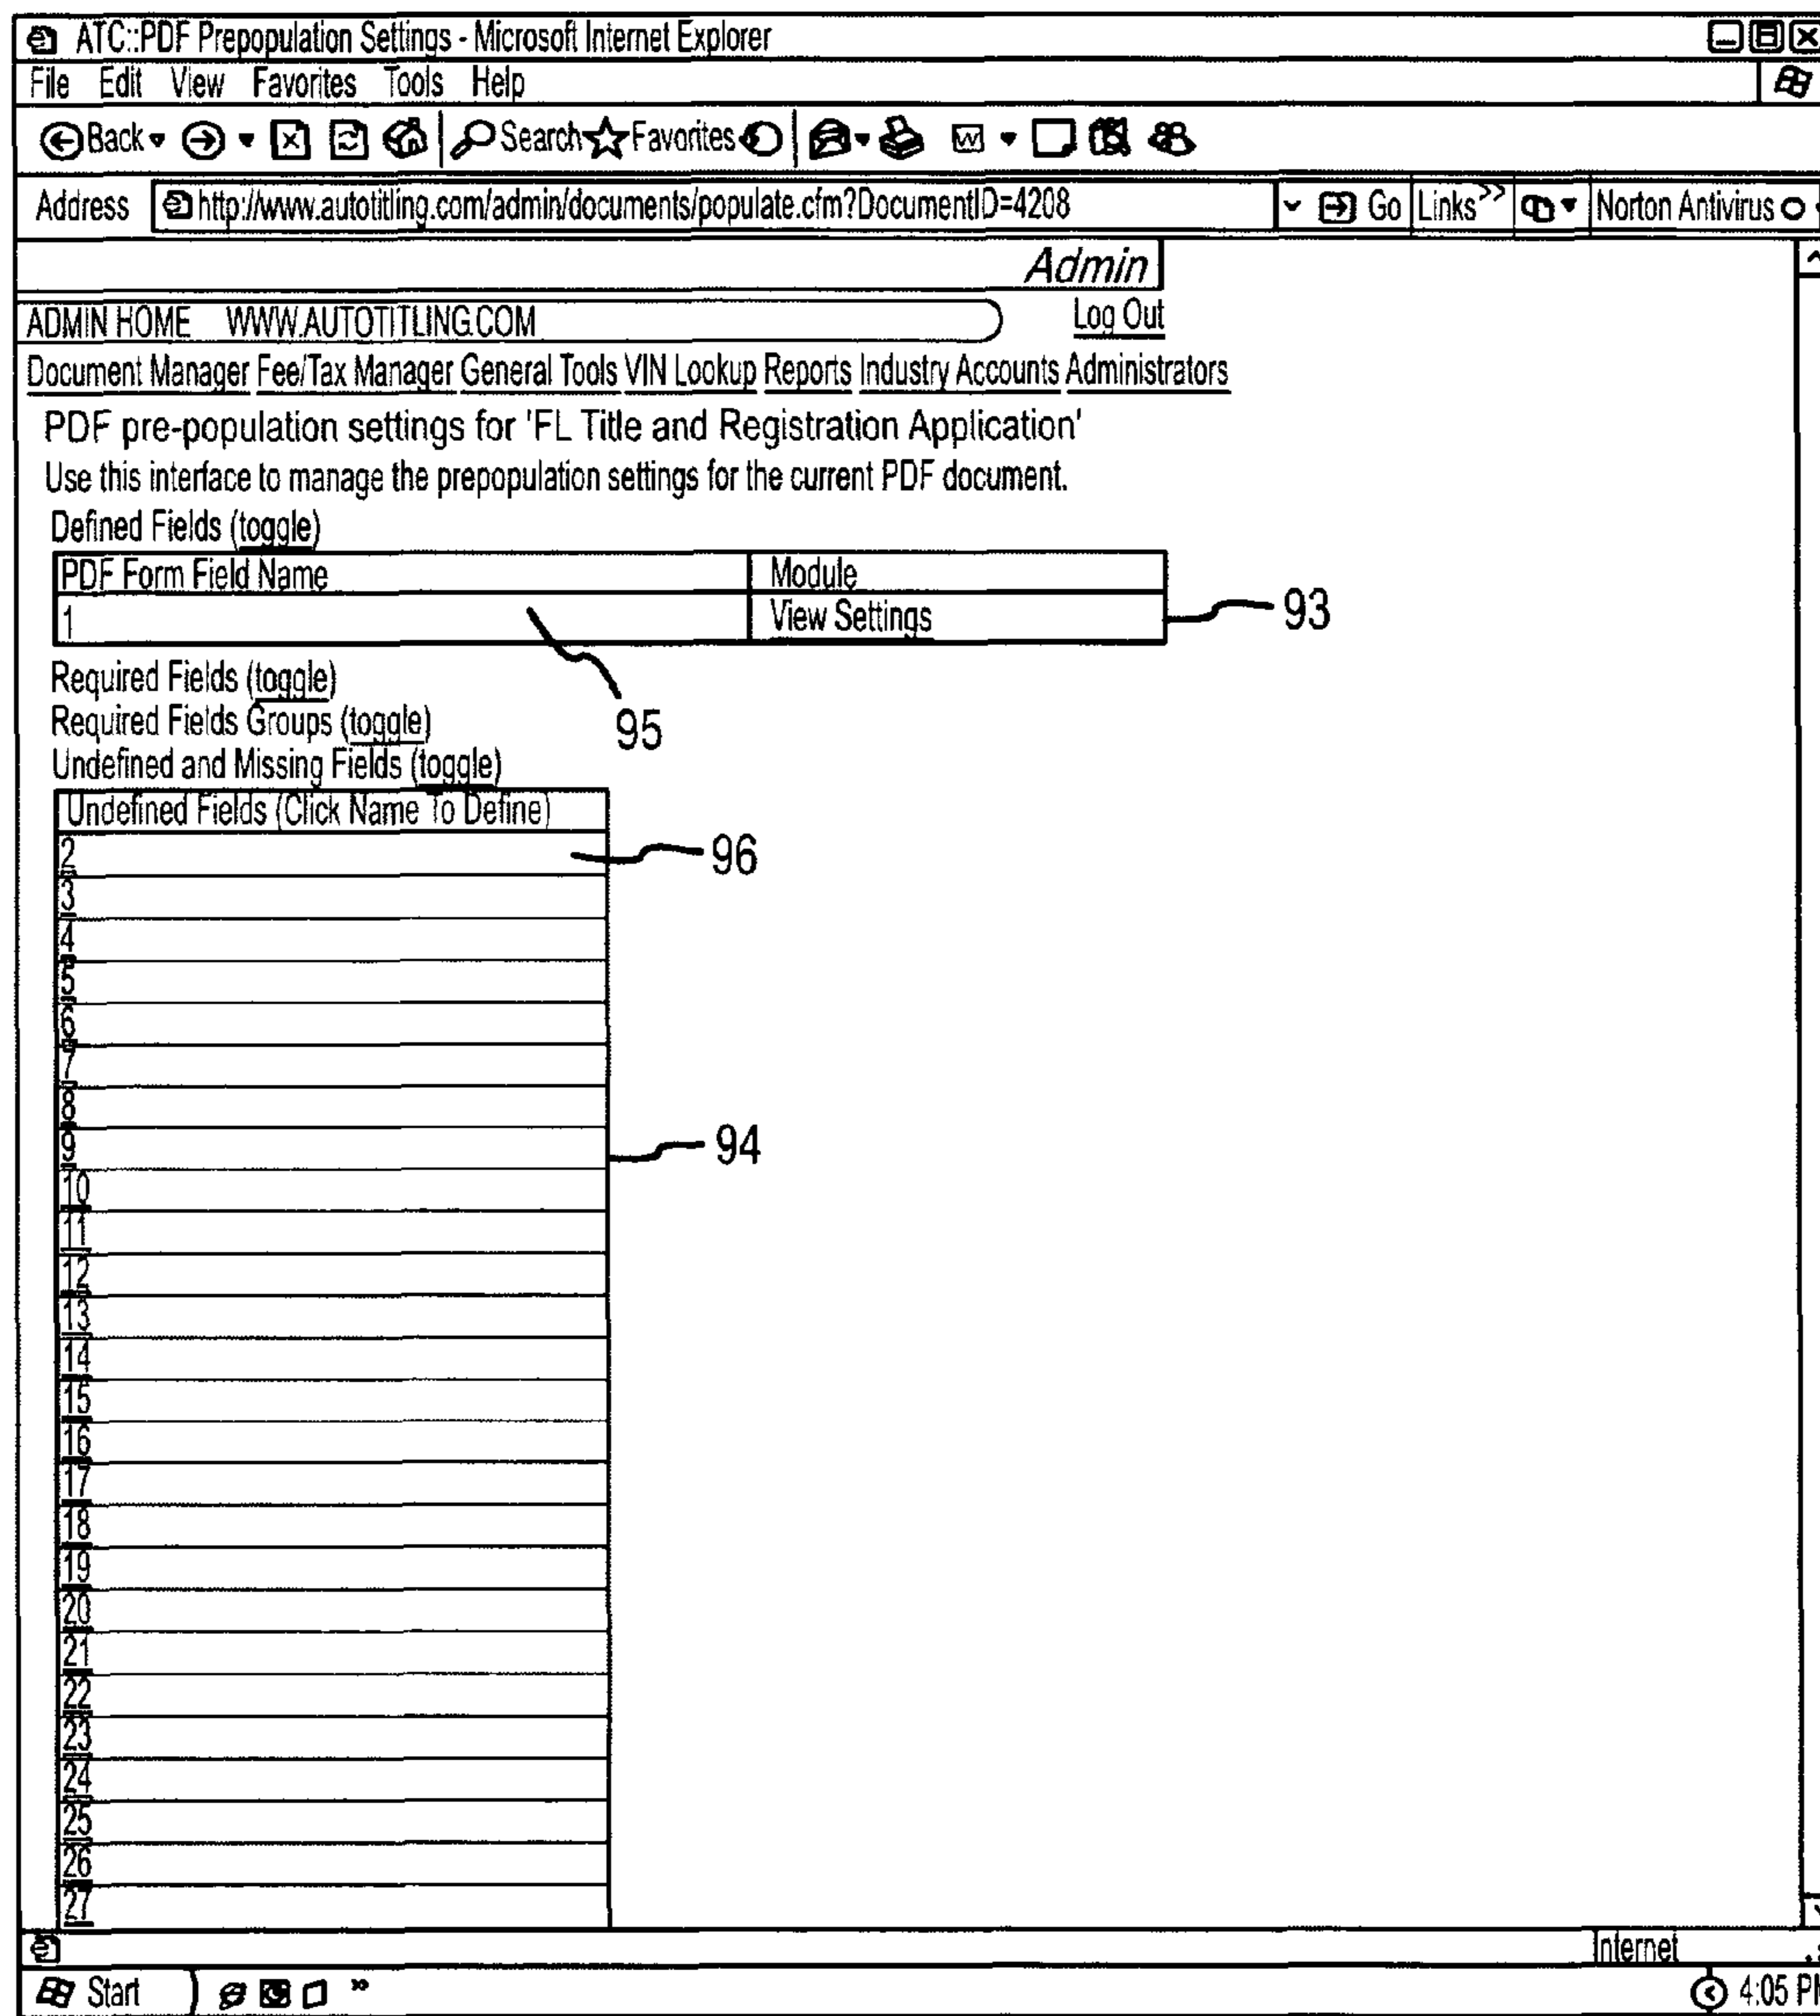 ATC::PDF Prepopulation Settings - Microsoft Internet Explorer
File Edit View Favorites Tools Help
Back Search Favorites W
Address http://www.autotitling.com/admin/documents/populate.cfm?DocumentID=4208 Go Links >> Norton Antivirus
Admin
ADMIN HOME WWW.AUTOTITLING.COM Log Out
Document Manager Fee/Tax Manager General Tools VIN Lookup Reports Industry Accounts Administrators
PDF pre-population settings for 'FL Title and Registration Application'
Use this interface to manage the prepopulation settings for the current PDF document.
Defined Fields (toggle)
PDF Form Field Name Module
1 View Settings 93
95
Required Fields (toggle)
Required Fields Groups (toggle)
Undefined and Missing Fields (toggle)
Undefined Fields (Click Name To Define)
2 96
3
4
5
6
7
8
9 94
10
11
12
13
14
15
16
17
18
19
20
21
22
23
24
25
26
27
Internet
Start >> 4:05 PM